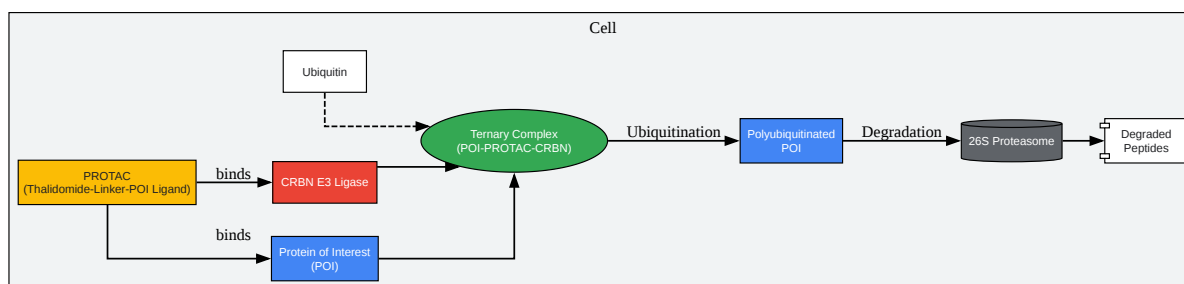 Cell
Ubiquitin
Ternary Complex
(POI-PROTAC-CRBN)
Ubiquitination
Polyubiquitinated
POI
Degradation
26S Proteasome
Degraded
Peptides
PROTAC
(Thalidomide-Linker-POI Ligand)
binds
CRBN E3 Ligase
binds
Protein of Interest
(POI)